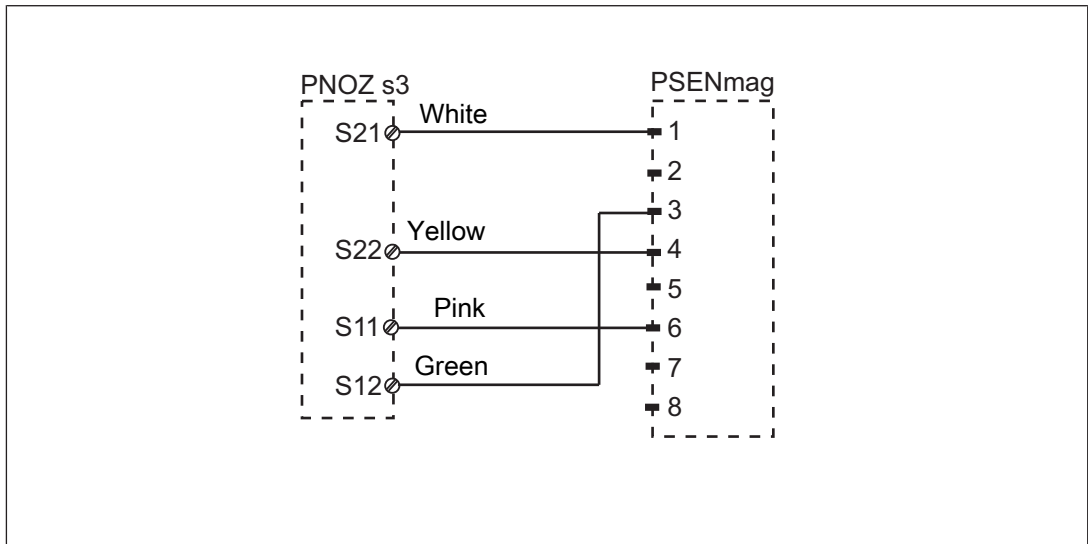 PNOZ s3
PSENmag
White
S21
1
2
3
Yellow
S22
4
5
Pink
S11
6
Green
7
S12
8